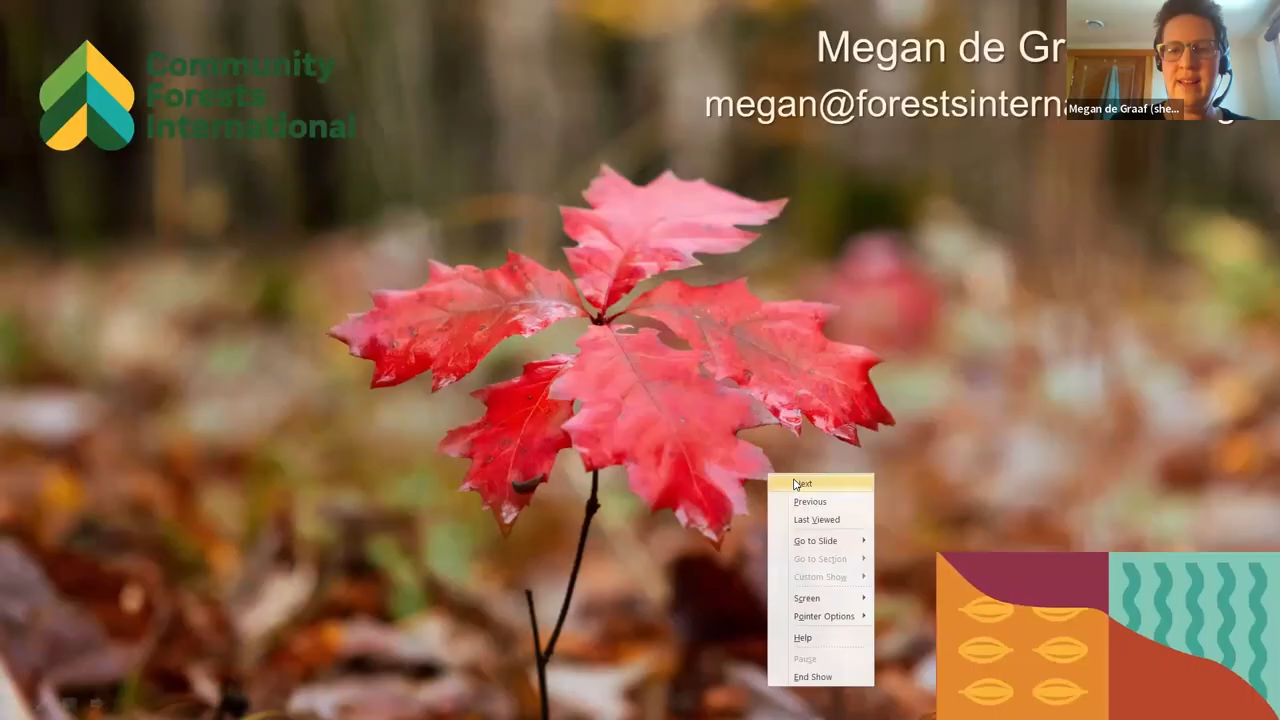 Community
Forests
International
Megan de Gr
megan@forestsintern
Megan de Graaf (she...
Previous
Last Viewed
Go to Slide
Go to Section
Custom Show
Screen
Pointer Options
Help
Pause
End Show